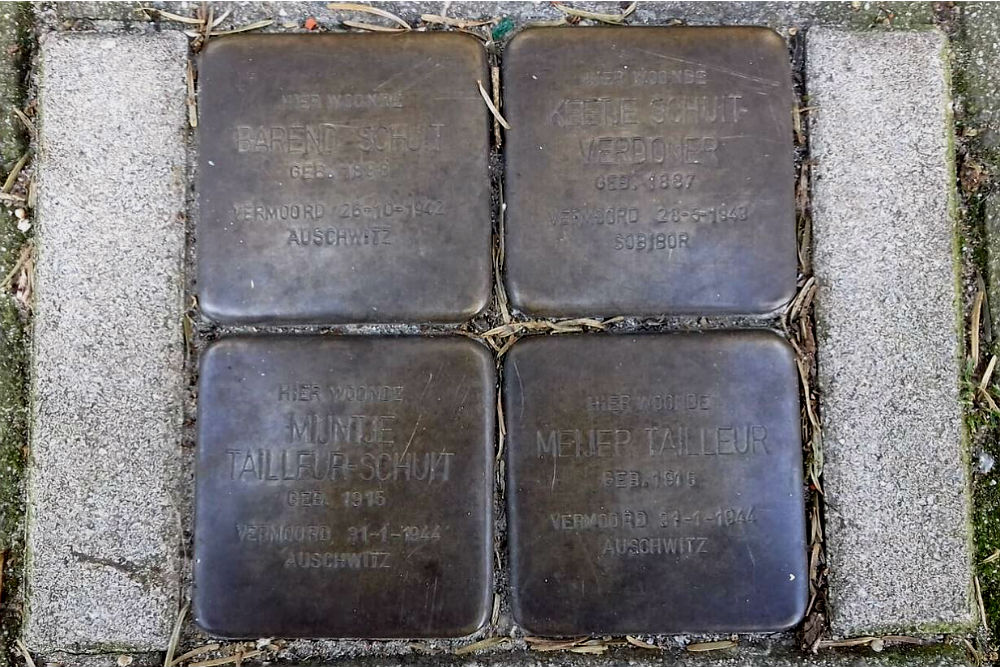 HIER WOONDE
BAREND SCHUIT
GEB.
VERMOORD 26-10-1942
AUSCHWITZ
HIER WOONDE
KEETJE SCHUIT-
VERDONER
GEB. 1887
VERMOORD 28-5-1943
SOBIBOR
HIER WOONDE
MIJNTJE
TAILLEUR-SCHUIT
GEB. 1915
VERMOORD 31-1-1944
AUSCHWITZ
HIER WOONDE
MEIJER TAILLEUR
GEB. 1915
VERMOORD 31-1-1944
AUSCHWITZ